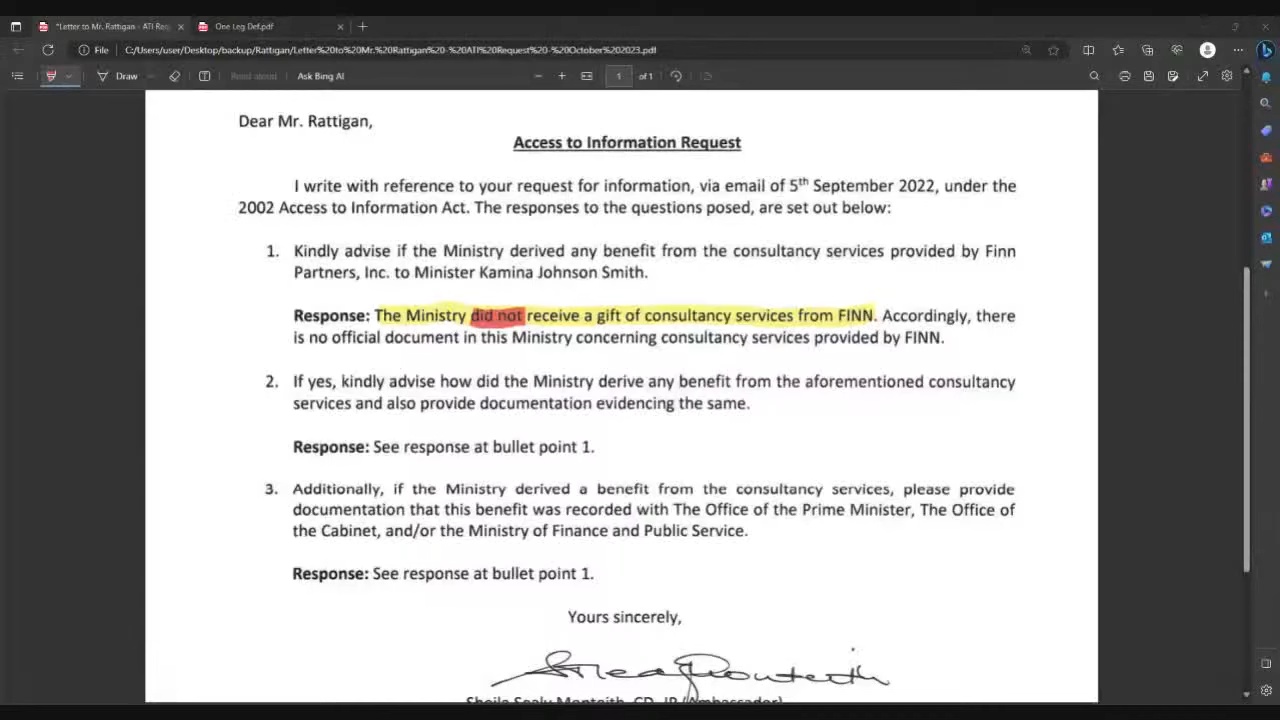 *Letter to Mr. Rattigan - ATI Req
One Leg Def.pdf
File C:/Users/user/Desktop/backup/Rattigan/Letter%20to%20Mr.%20Rattigan%20-%20ATI%20Request%20-%20October%202023.pdf
Draw Read aloud Ask Bing AI 1 of 1
Dear Mr. Rattigan,
Access to Information Request
I write with reference to your request for information, via email of 5th September 2022, under the
2002 Access to Information Act. The responses to the questions posed, are set out below:
1. Kindly advise if the Ministry derived any benefit from the consultancy services provided by Finn
Partners, Inc. to Minister Kamina Johnson Smith.
Response: The Ministry did not receive a gift of consultancy services from FINN. Accordingly, there
is no official document in this Ministry concerning consultancy services provided by FINN.
2. If yes, kindly advise how did the Ministry derive any benefit from the aforementioned consultancy
services and also provide documentation evidencing the same.
Response: See response at bullet point 1.
3. Additionally, if the Ministry derived a benefit from the consultancy services, please provide
documentation that this benefit was recorded with The Office of the Prime Minister, The Office of
the Cabinet, and/or the Ministry of Finance and Public Service.
Response: See response at bullet point 1.
Yours sincerely,
Sheila Sealy Monteith, CD, JP (Ambassador)